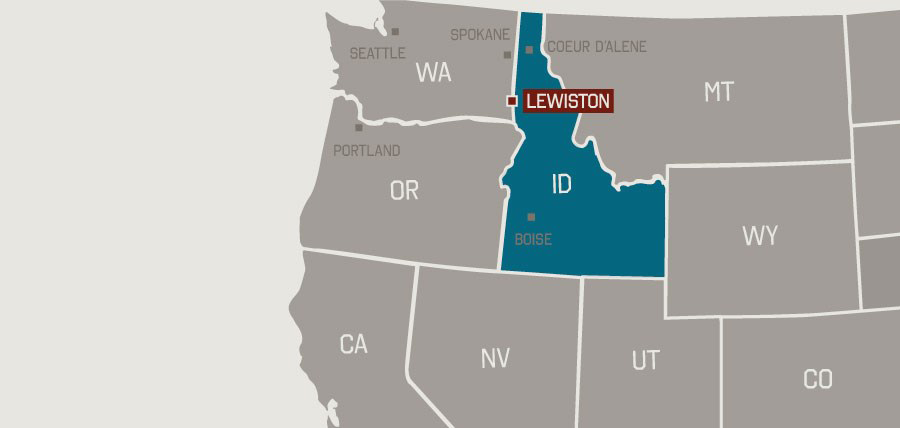 SPOKANE
COEUR D'ALENE
SEATTLE
WA
MT
LEWISTON
PORTLAND
OR
ID
WY
BOISE
CA
NV
UT
CO